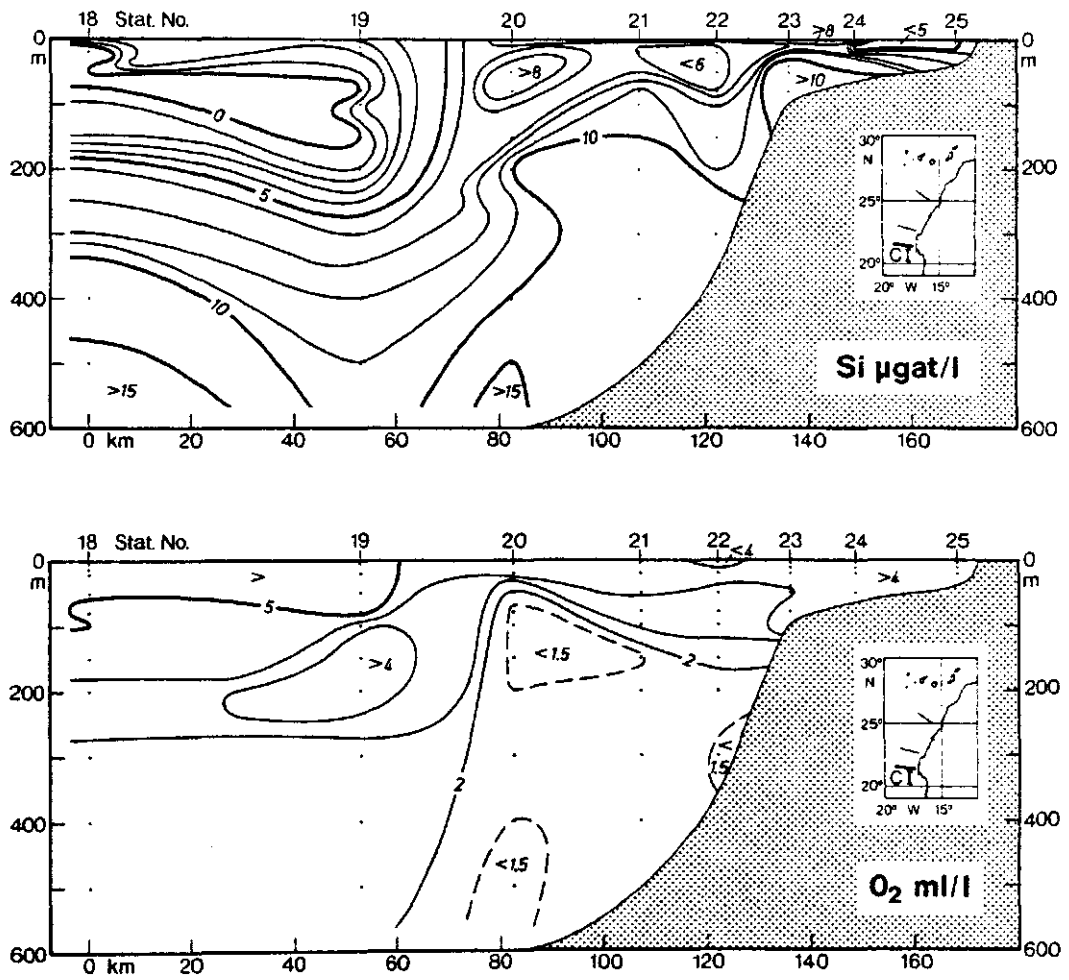 18 Stat. No. 19 20 21 22 23 24 25
>8 <5
0 0
m m
>8 <6 >10
0
10
200 200
5
30°
N
25°
20°
CT
20° W 15°
400 400
10
>15 >15
Si µgat/l
600 600
0 km 20 40 60 80 100 120 140 160
18 Stat. No. 19 20 21 22 23 24 25
<4
0 0
m m
> >4
5
<1.5
>4 2
200 200
30°
N
25°
20°
CT
20° W 15°
<
1.5
2
400 400
<1.5
O₂ ml/l
600 600
0 km 20 40 60 80 100 120 140 160